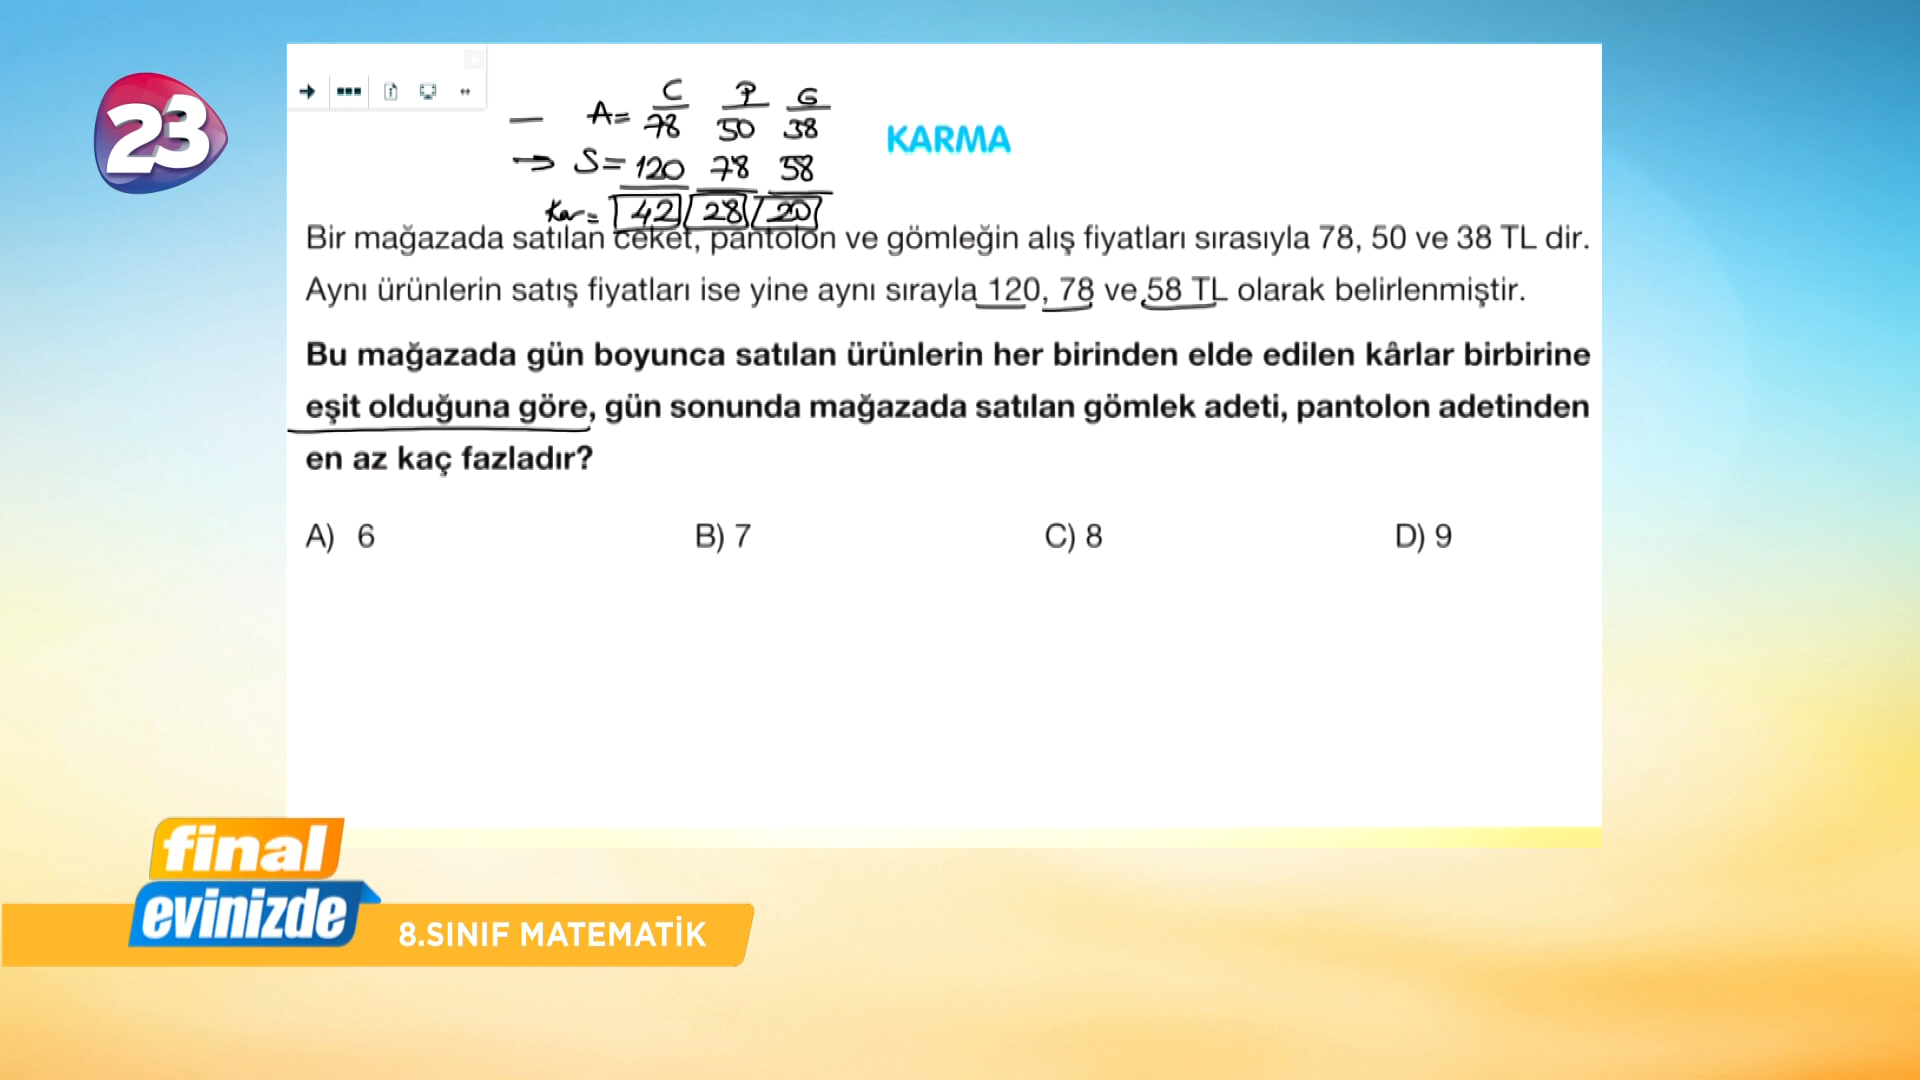 23
C P G
A= 78 50 38
S= 120 78 58
Kar= 42 28 20
KARMA
Bir mağazada satılan ceket, pantolon ve gömleğin alış fiyatları sırasıyla 78, 50 ve 38 TL dir.
Aynı ürünlerin satış fiyatları ise yine aynı sırayla 120, 78 ve 58 TL olarak belirlenmiştir.
Bu mağazada gün boyunca satılan ürünlerin her birinden elde edilen kârlar birbirine
eşit olduğuna göre, gün sonunda mağazada satılan gömlek adeti, pantolon adetinden
en az kaç fazladır?
A) 6 B) 7 C) 8 D) 9
final
evinizde
8.SINIF MATEMATİK